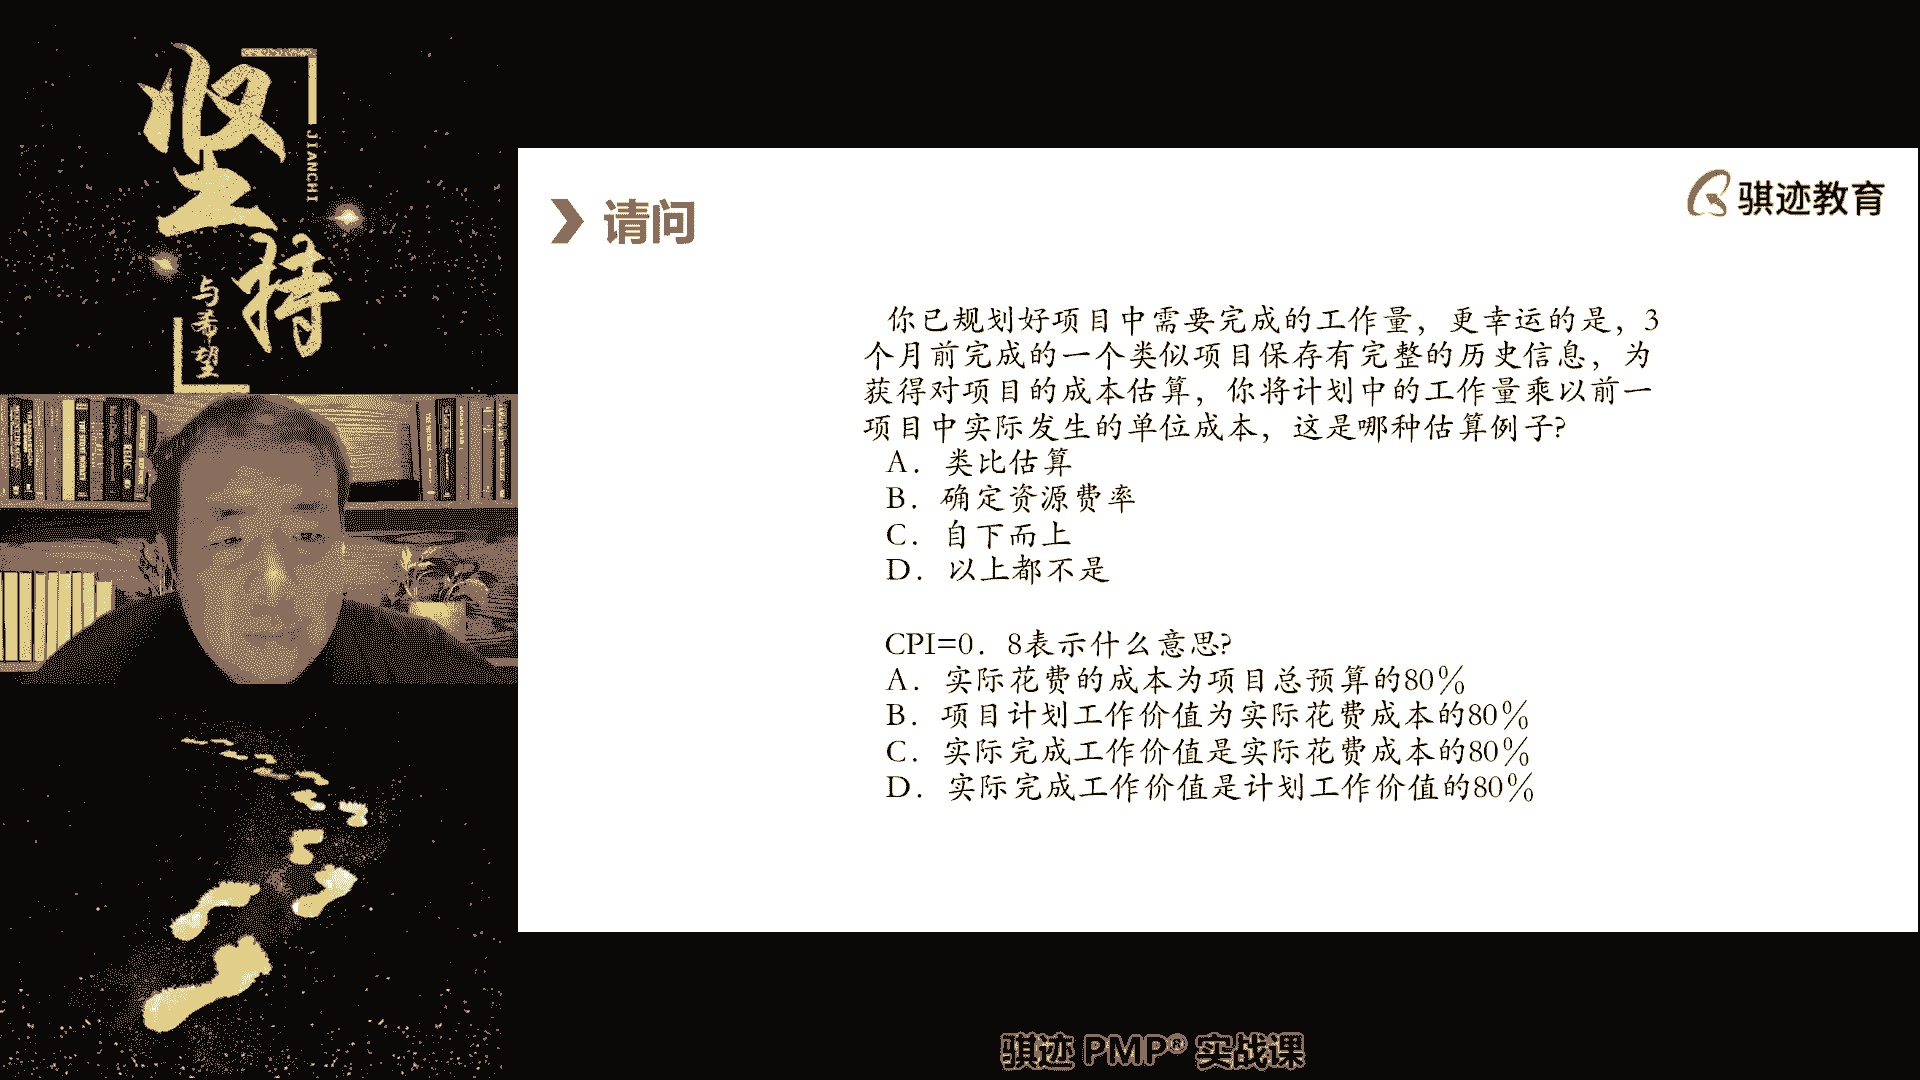 坚持
JIANCHI
与希望
请问
骐迹教育
你已规划好项目中需要完成的工作量，更幸运的是，3
个月前完成的一个类似项目保存有完整的历史信息，为
获得对项目的成本估算，你将计划中的工作量乘以前一
项目中实际发生的单位成本，这是哪种估算例子?
A．类比估算
B．确定资源费率
C．自下而上
D．以上都不是
CPI=0．8表示什么意思?
A．实际花费的成本为项目总预算的80％
B．项目计划工作价值为实际花费成本的80％
C．实际完成工作价值是实际花费成本的80％
D．实际完成工作价值是计划工作价值的80％
骐迹 PMP® 实战课